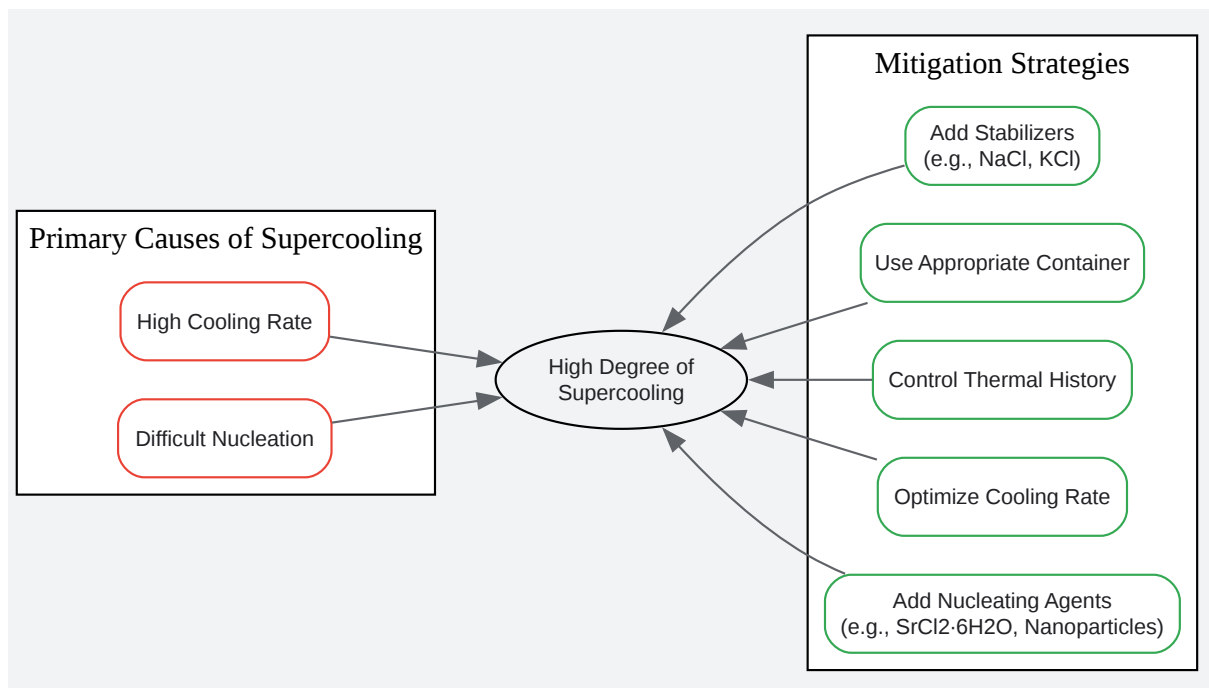 Primary Causes of Supercooling
High Cooling Rate
Difficult Nucleation
High Degree of
Supercooling
Mitigation Strategies
Add Stabilizers
(e.g., NaCl, KCl)
Use Appropriate Container
Control Thermal History
Optimize Cooling Rate
Add Nucleating Agents
(e.g., SrCl2·6H2O, Nanoparticles)